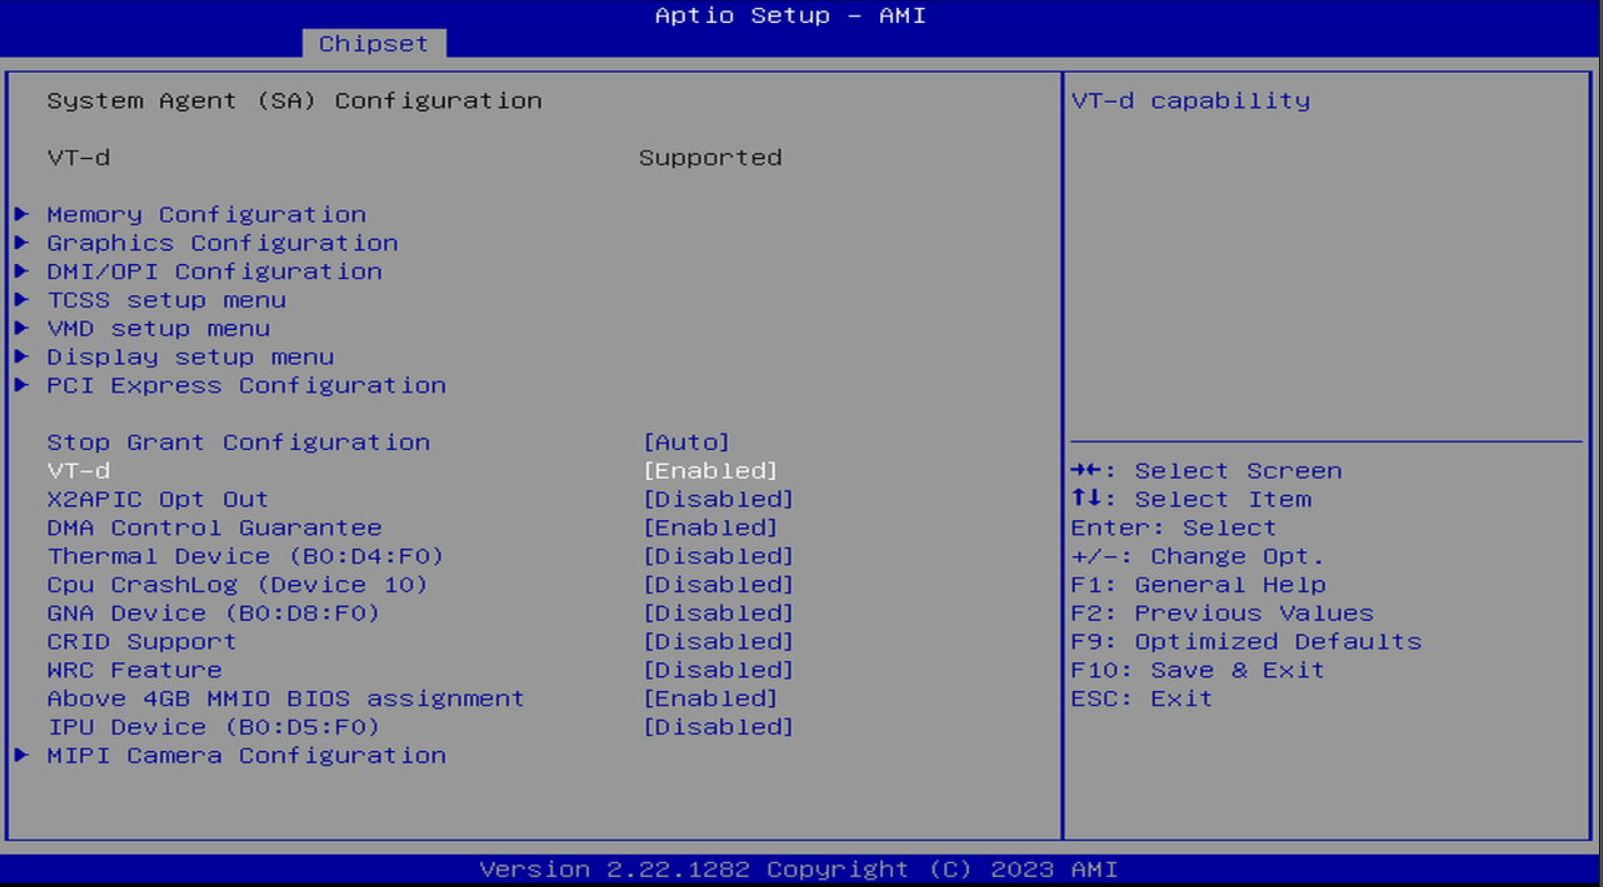 Aptio Setup – AMI
Chipset
System Agent (SA) Configuration
VT-d Supported
Memory Configuration
Graphics Configuration
DMI/OPI Configuration
TCSS setup menu
VMD setup menu
Display setup menu
PCI Express Configuration
Stop Grant Configuration [Auto]
VT-d [Enabled]
X2APIC Opt Out [Disabled]
DMA Control Guarantee [Enabled]
Thermal Device (B0:D4:F0) [Disabled]
Cpu CrashLog (Device 10) [Disabled]
GNA Device (B0:D8:F0) [Disabled]
CRID Support [Disabled]
WRC Feature [Disabled]
Above 4GB MMIO BIOS assignment [Enabled]
IPU Device (B0:D5:F0) [Disabled]
MIPI Camera Configuration
VT-d capability
→←: Select Screen
↑↓: Select Item
Enter: Select
+/-: Change Opt.
F1: General Help
F2: Previous Values
F9: Optimized Defaults
F10: Save & Exit
ESC: Exit
Version 2.22.1282 Copyright (C) 2023 AMI